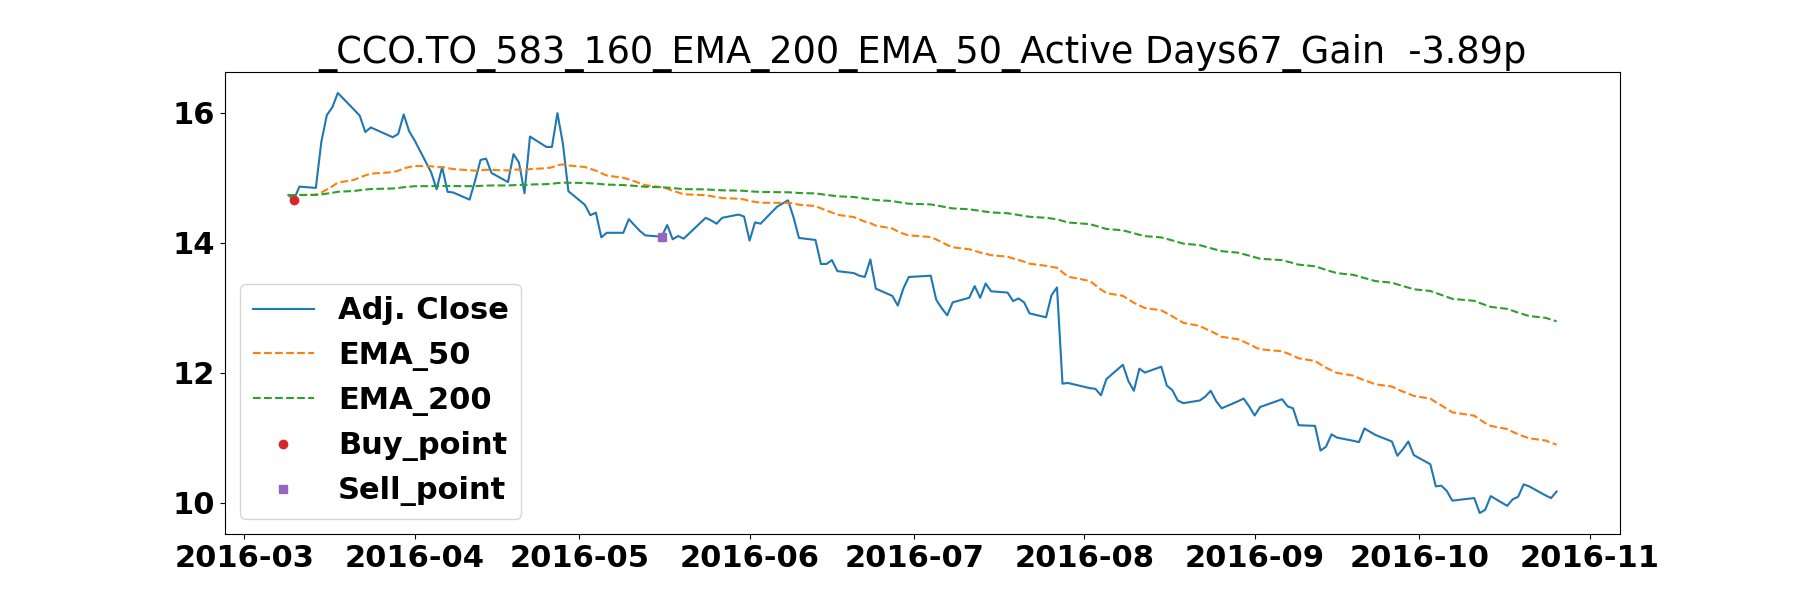 _CCO.TO_583_160_EMA_200_EMA_50_Active Days67_Gain  -3.89p
16
14
12
10
Adj. Close
EMA_50
EMA_200
Buy_point
Sell_point
2016-03 2016-04 2016-05 2016-06 2016-07 2016-08 2016-09 2016-10 2016-11